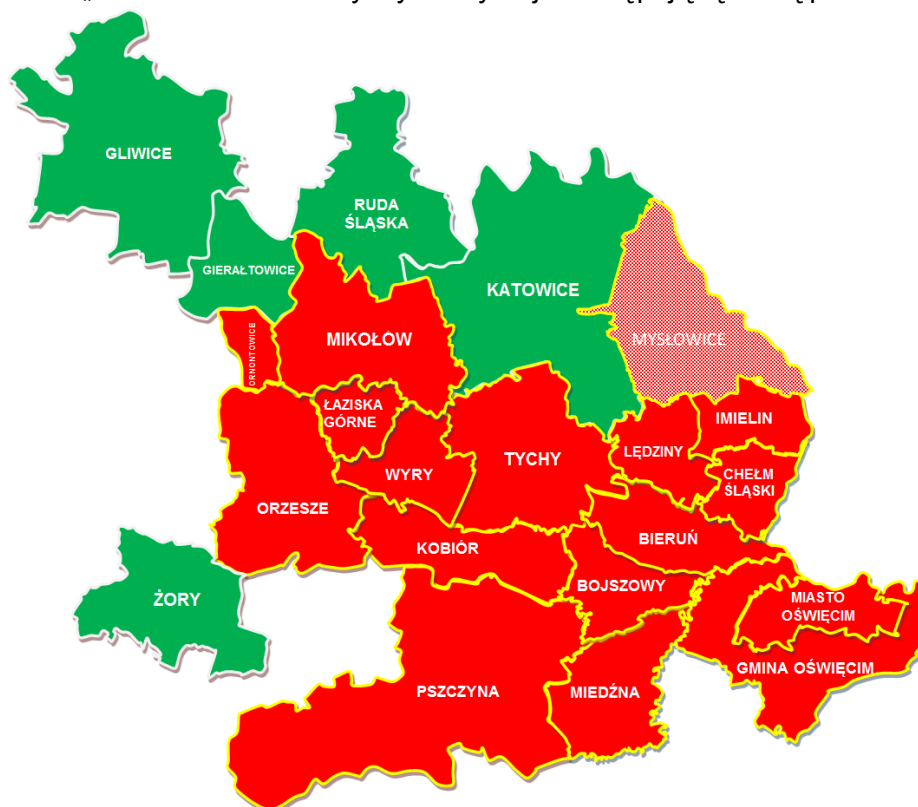 GLIWICE
RUDA
ŚLĄSKA
GIERAŁTOWICE
KATOWICE
ORNONTOWICE
MIKOŁÓW
MYSŁOWICE
ŁAZISKA
GÓRNE
IMIELIN
LĘDZINY
TYCHY
WYRY
CHEŁM
ŚLĄSKI
ORZESZE
BIERUŃ
KOBIÓR
BOJSZOWY
ŻORY
MIASTO
OŚWIĘCIM
GMINA OŚWIĘCIM
PSZCZYNA
MIEDŹNA